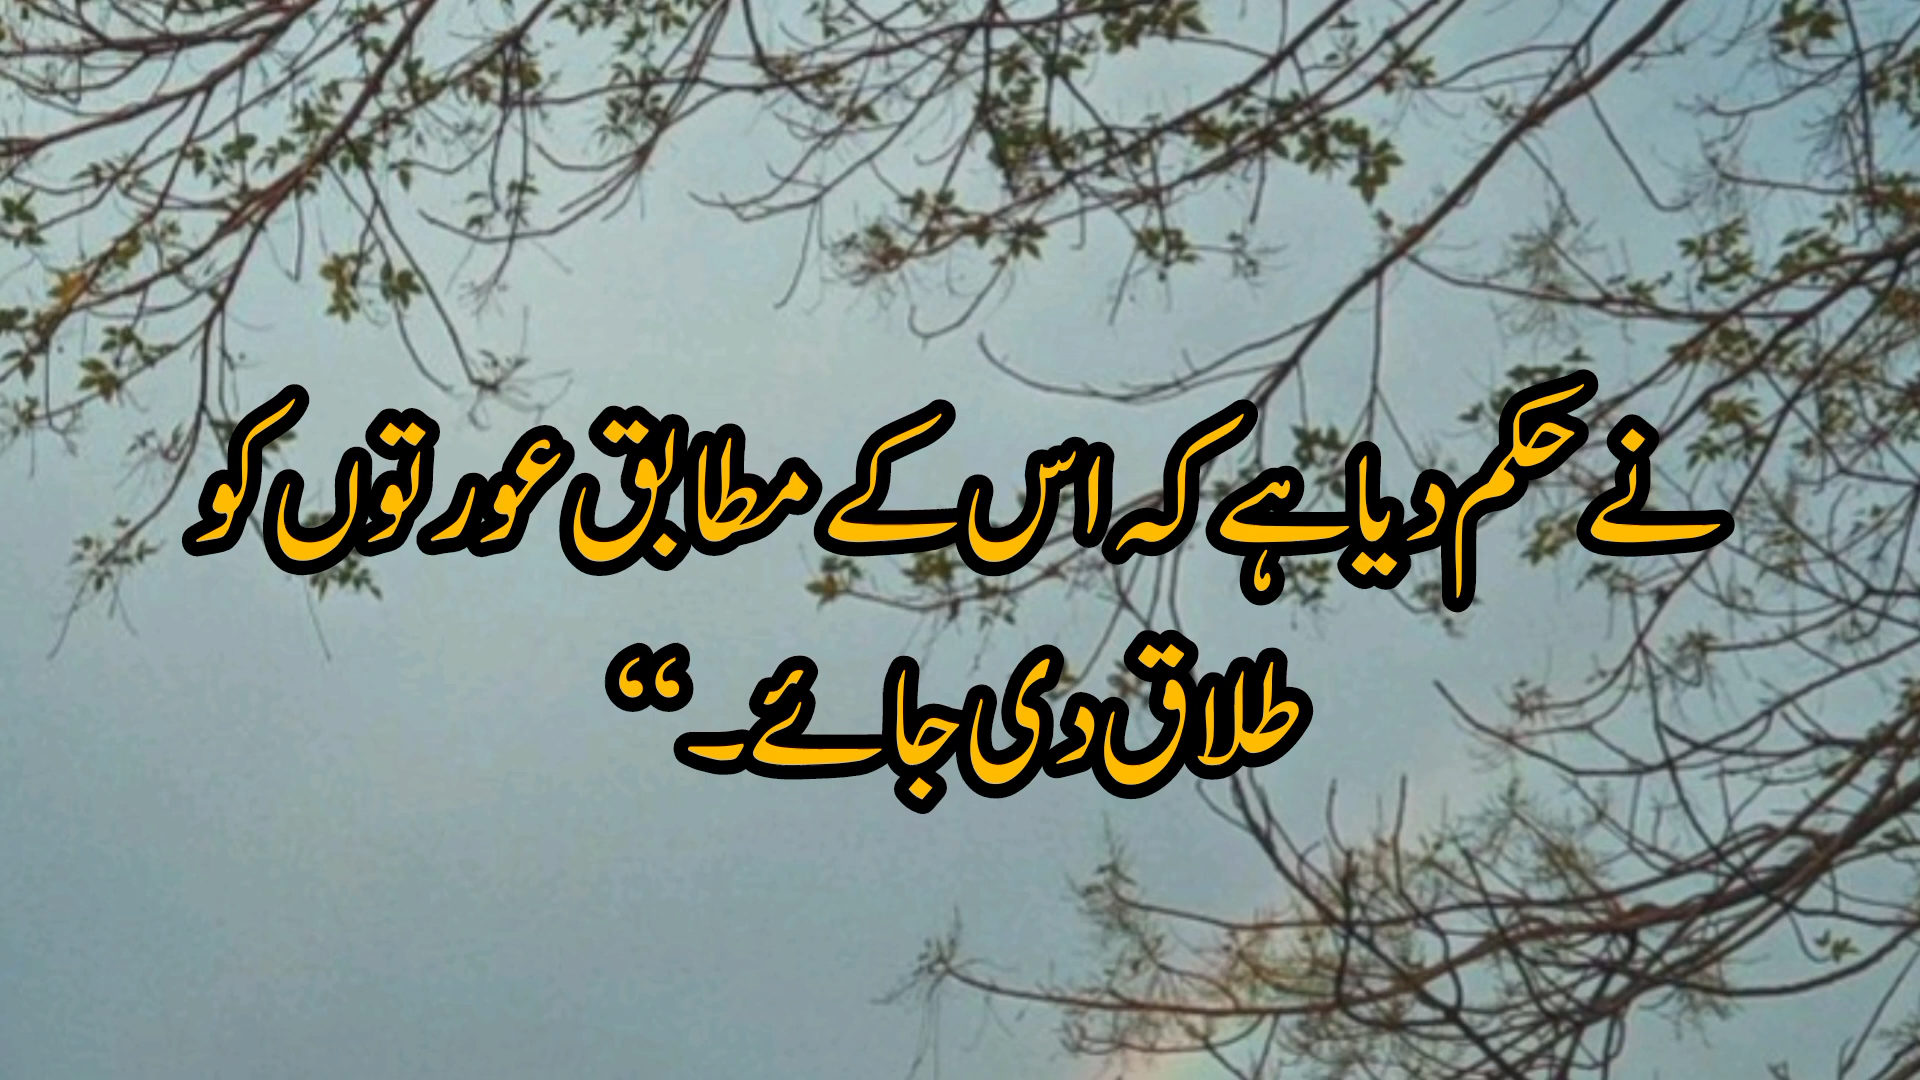 نے حکم دیا ہے کہ اسّ کے مطابق عورتوں کو
طلاق دی جائے۔“